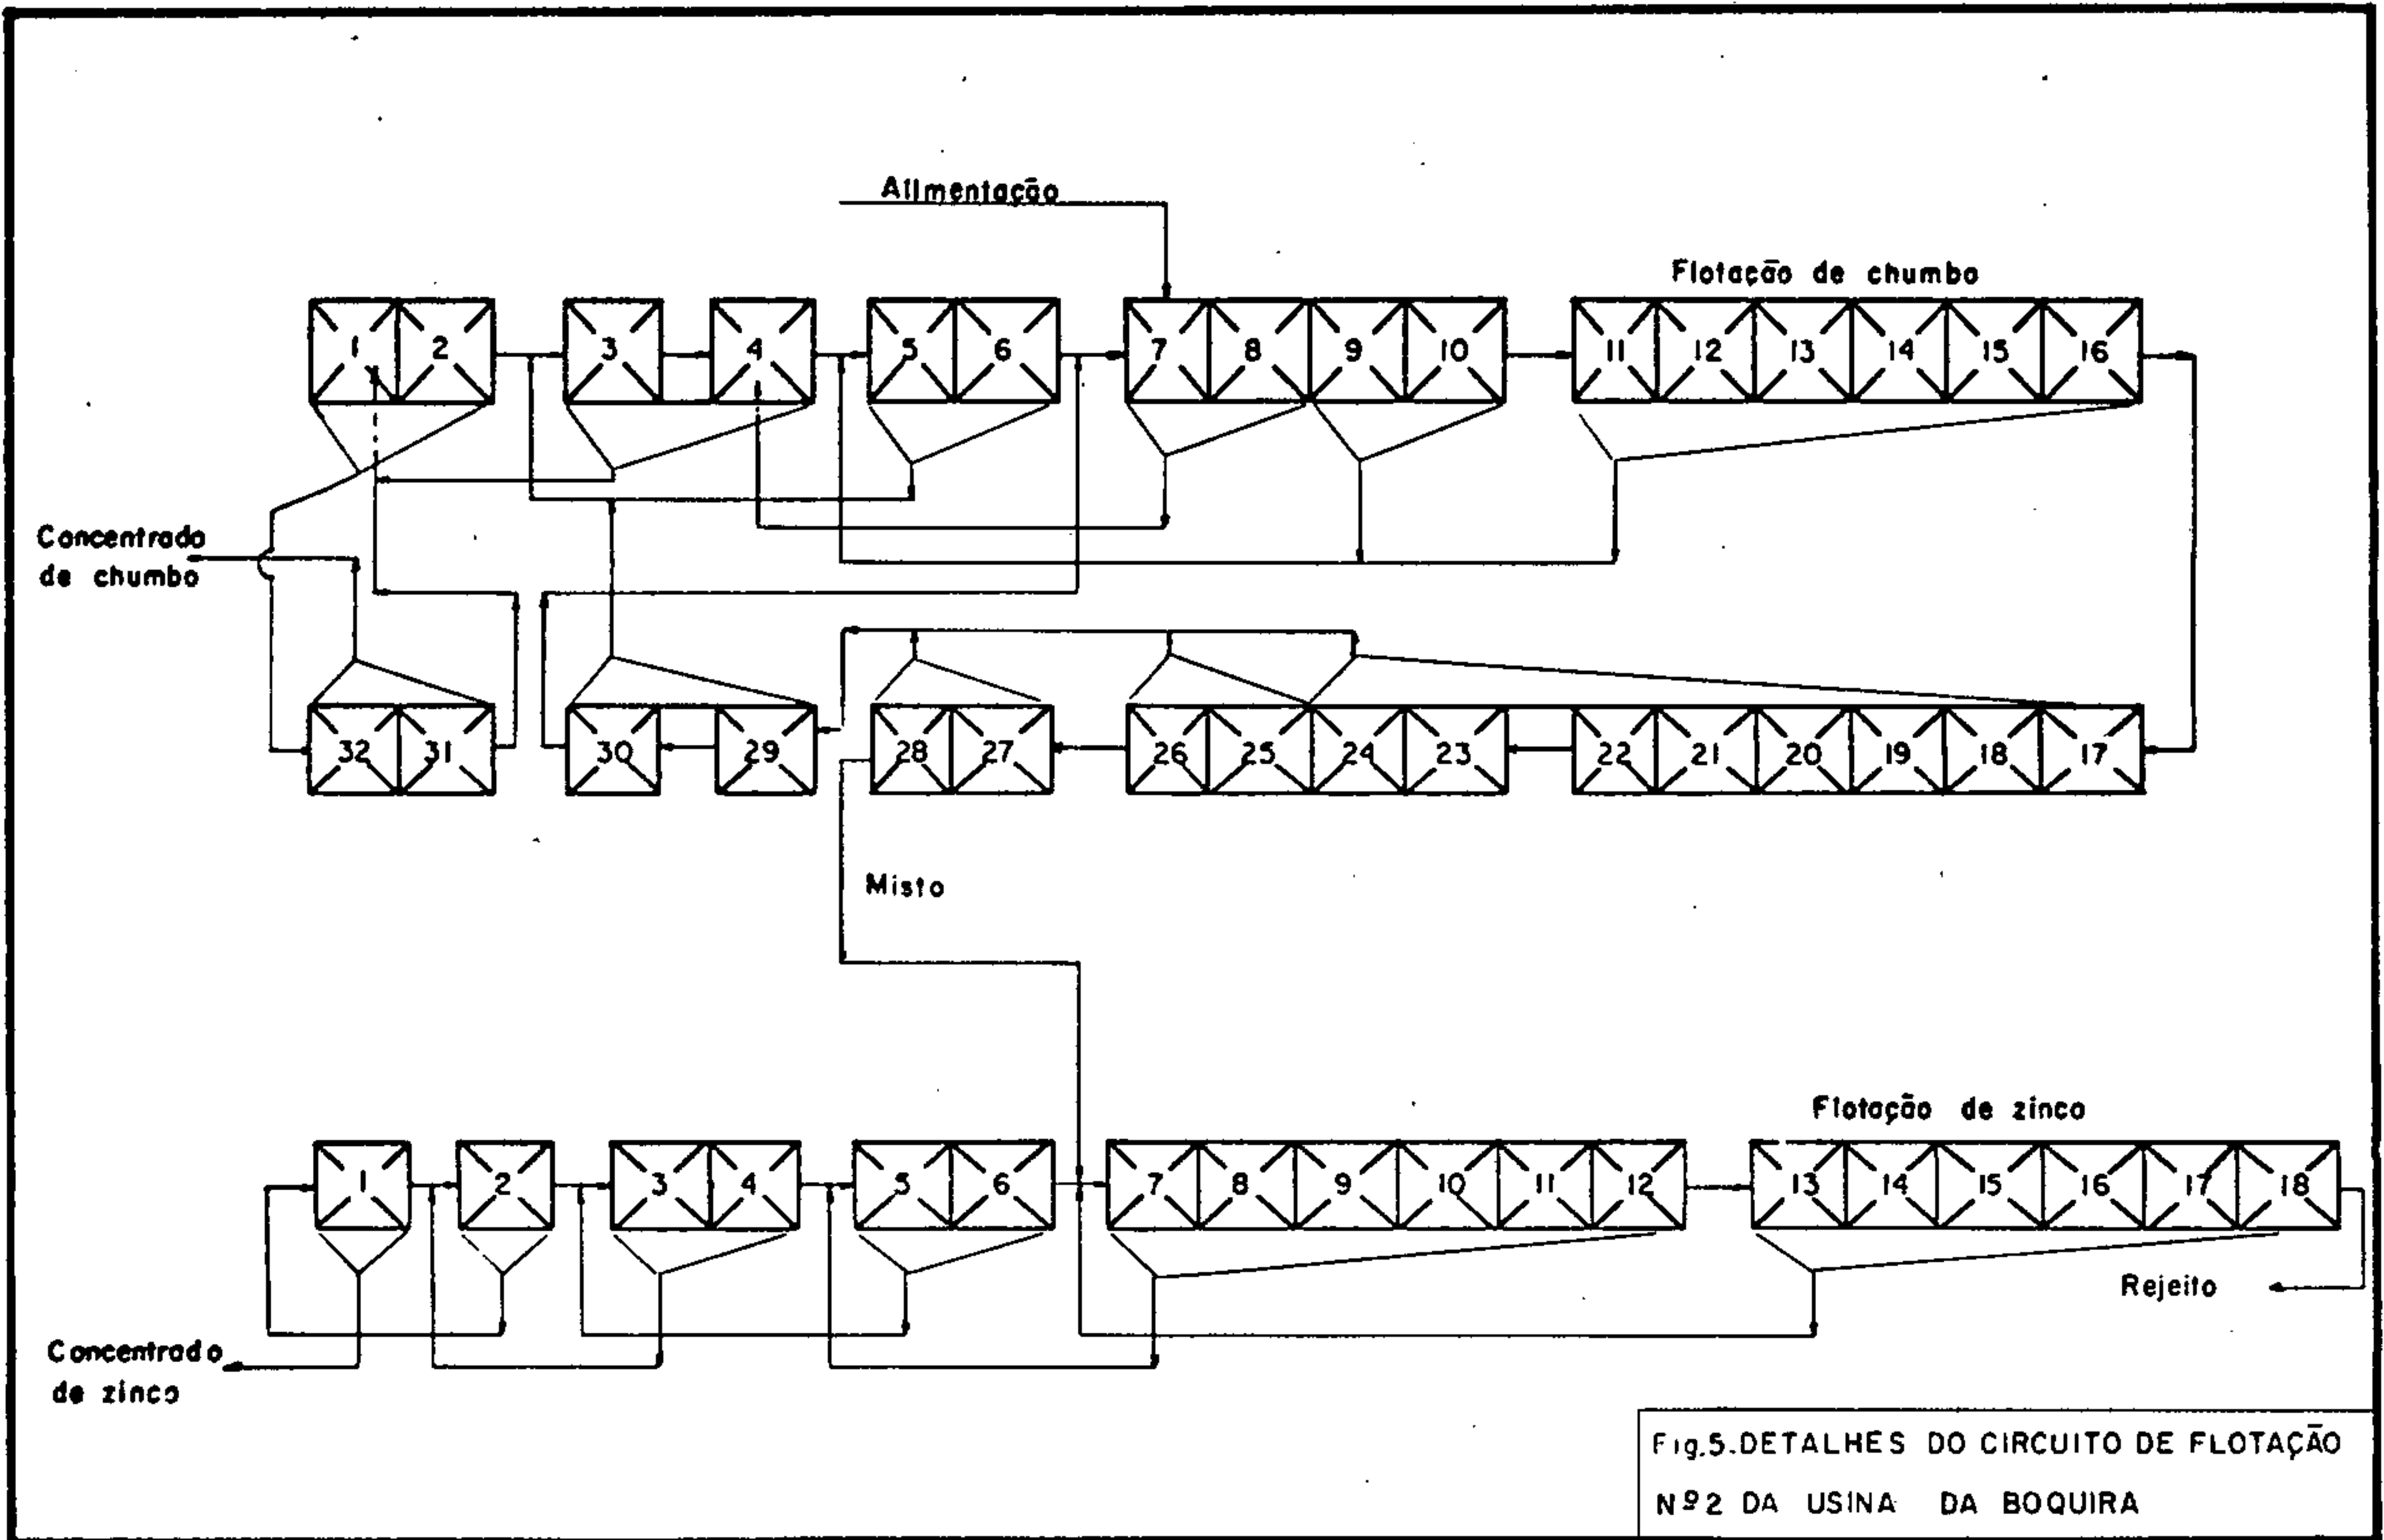 Alimentação
Flotação de chumbo
1 2 3 4 5 6 7 8 9 10 11 12 13 14 15 16
Concentrado
de chumbo
32 31 30 29 28 27 26 25 24 23 22 21 20 19 18 17
Misto
Flotação de zinco
1 2 3 4 5 6 7 8 9 10 11 12 13 14 15 16 17 18
Rejeito
Concentrado
de zinco
Fig.5.DETALHES DO CIRCUITO DE FLOTAÇÃO
Nº2 DA USINA DA BOQUIRA